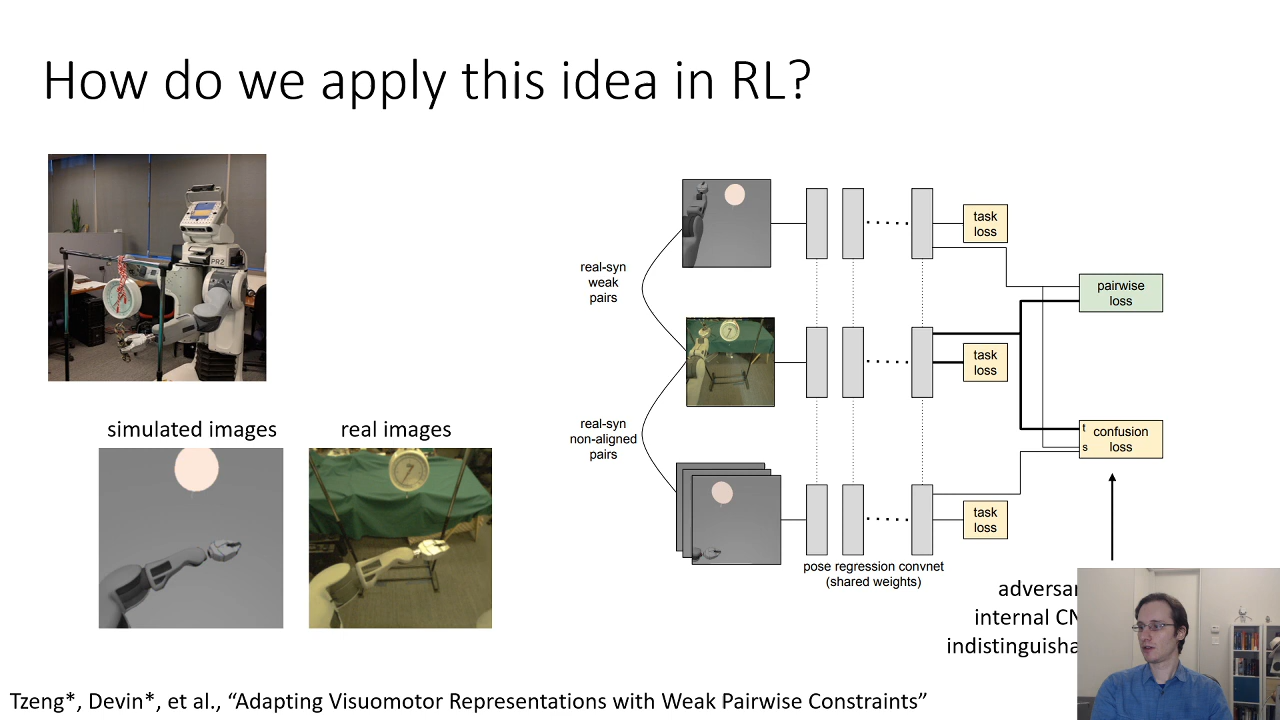 How do we apply this idea in RL?
PR2
simulated images
real images
real-syn
weak
pairs
real-syn
non-aligned
pairs
task
loss
task
loss
task
loss
pairwise
loss
t
s
confusion
loss
pose regression convnet
(shared weights)
internal
Tzeng*, Devin*, et al., “Adapting Visuomotor Representations with Weak Pairwise Constraints”